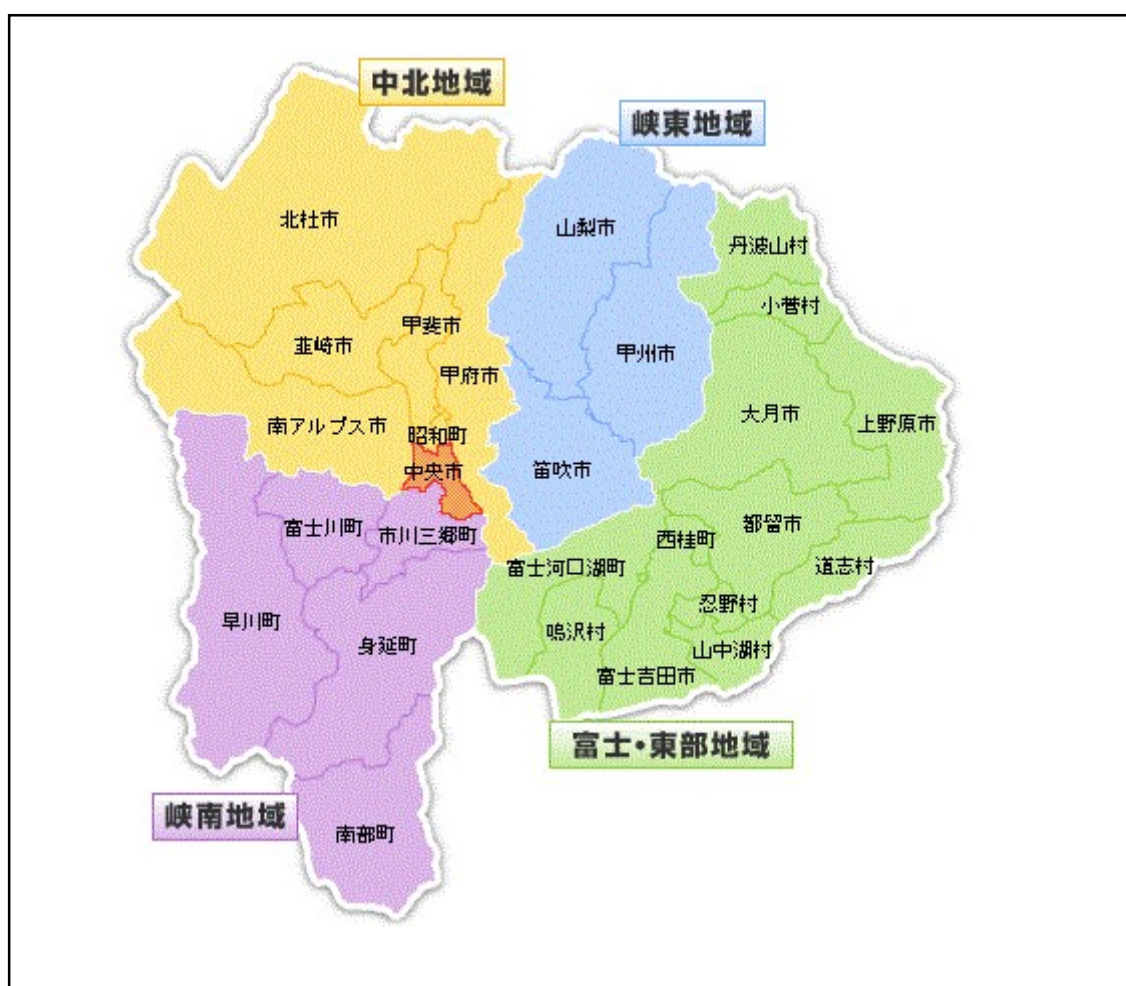 中北地域
峡東地域
北杜市
山梨市
丹波山村
小菅村
甲斐市
韮崎市
甲州市
甲府市
大月市
上野原市
南アルプス市
昭和町
中央市
笛吹市
富士川町
市川三郷町
都留市
西桂町
富士河口湖町
道志村
忍野村
早川町
鳴沢村
身延町
山中湖村
富士吉田市
富士・東部地域
峡南地域
南部町